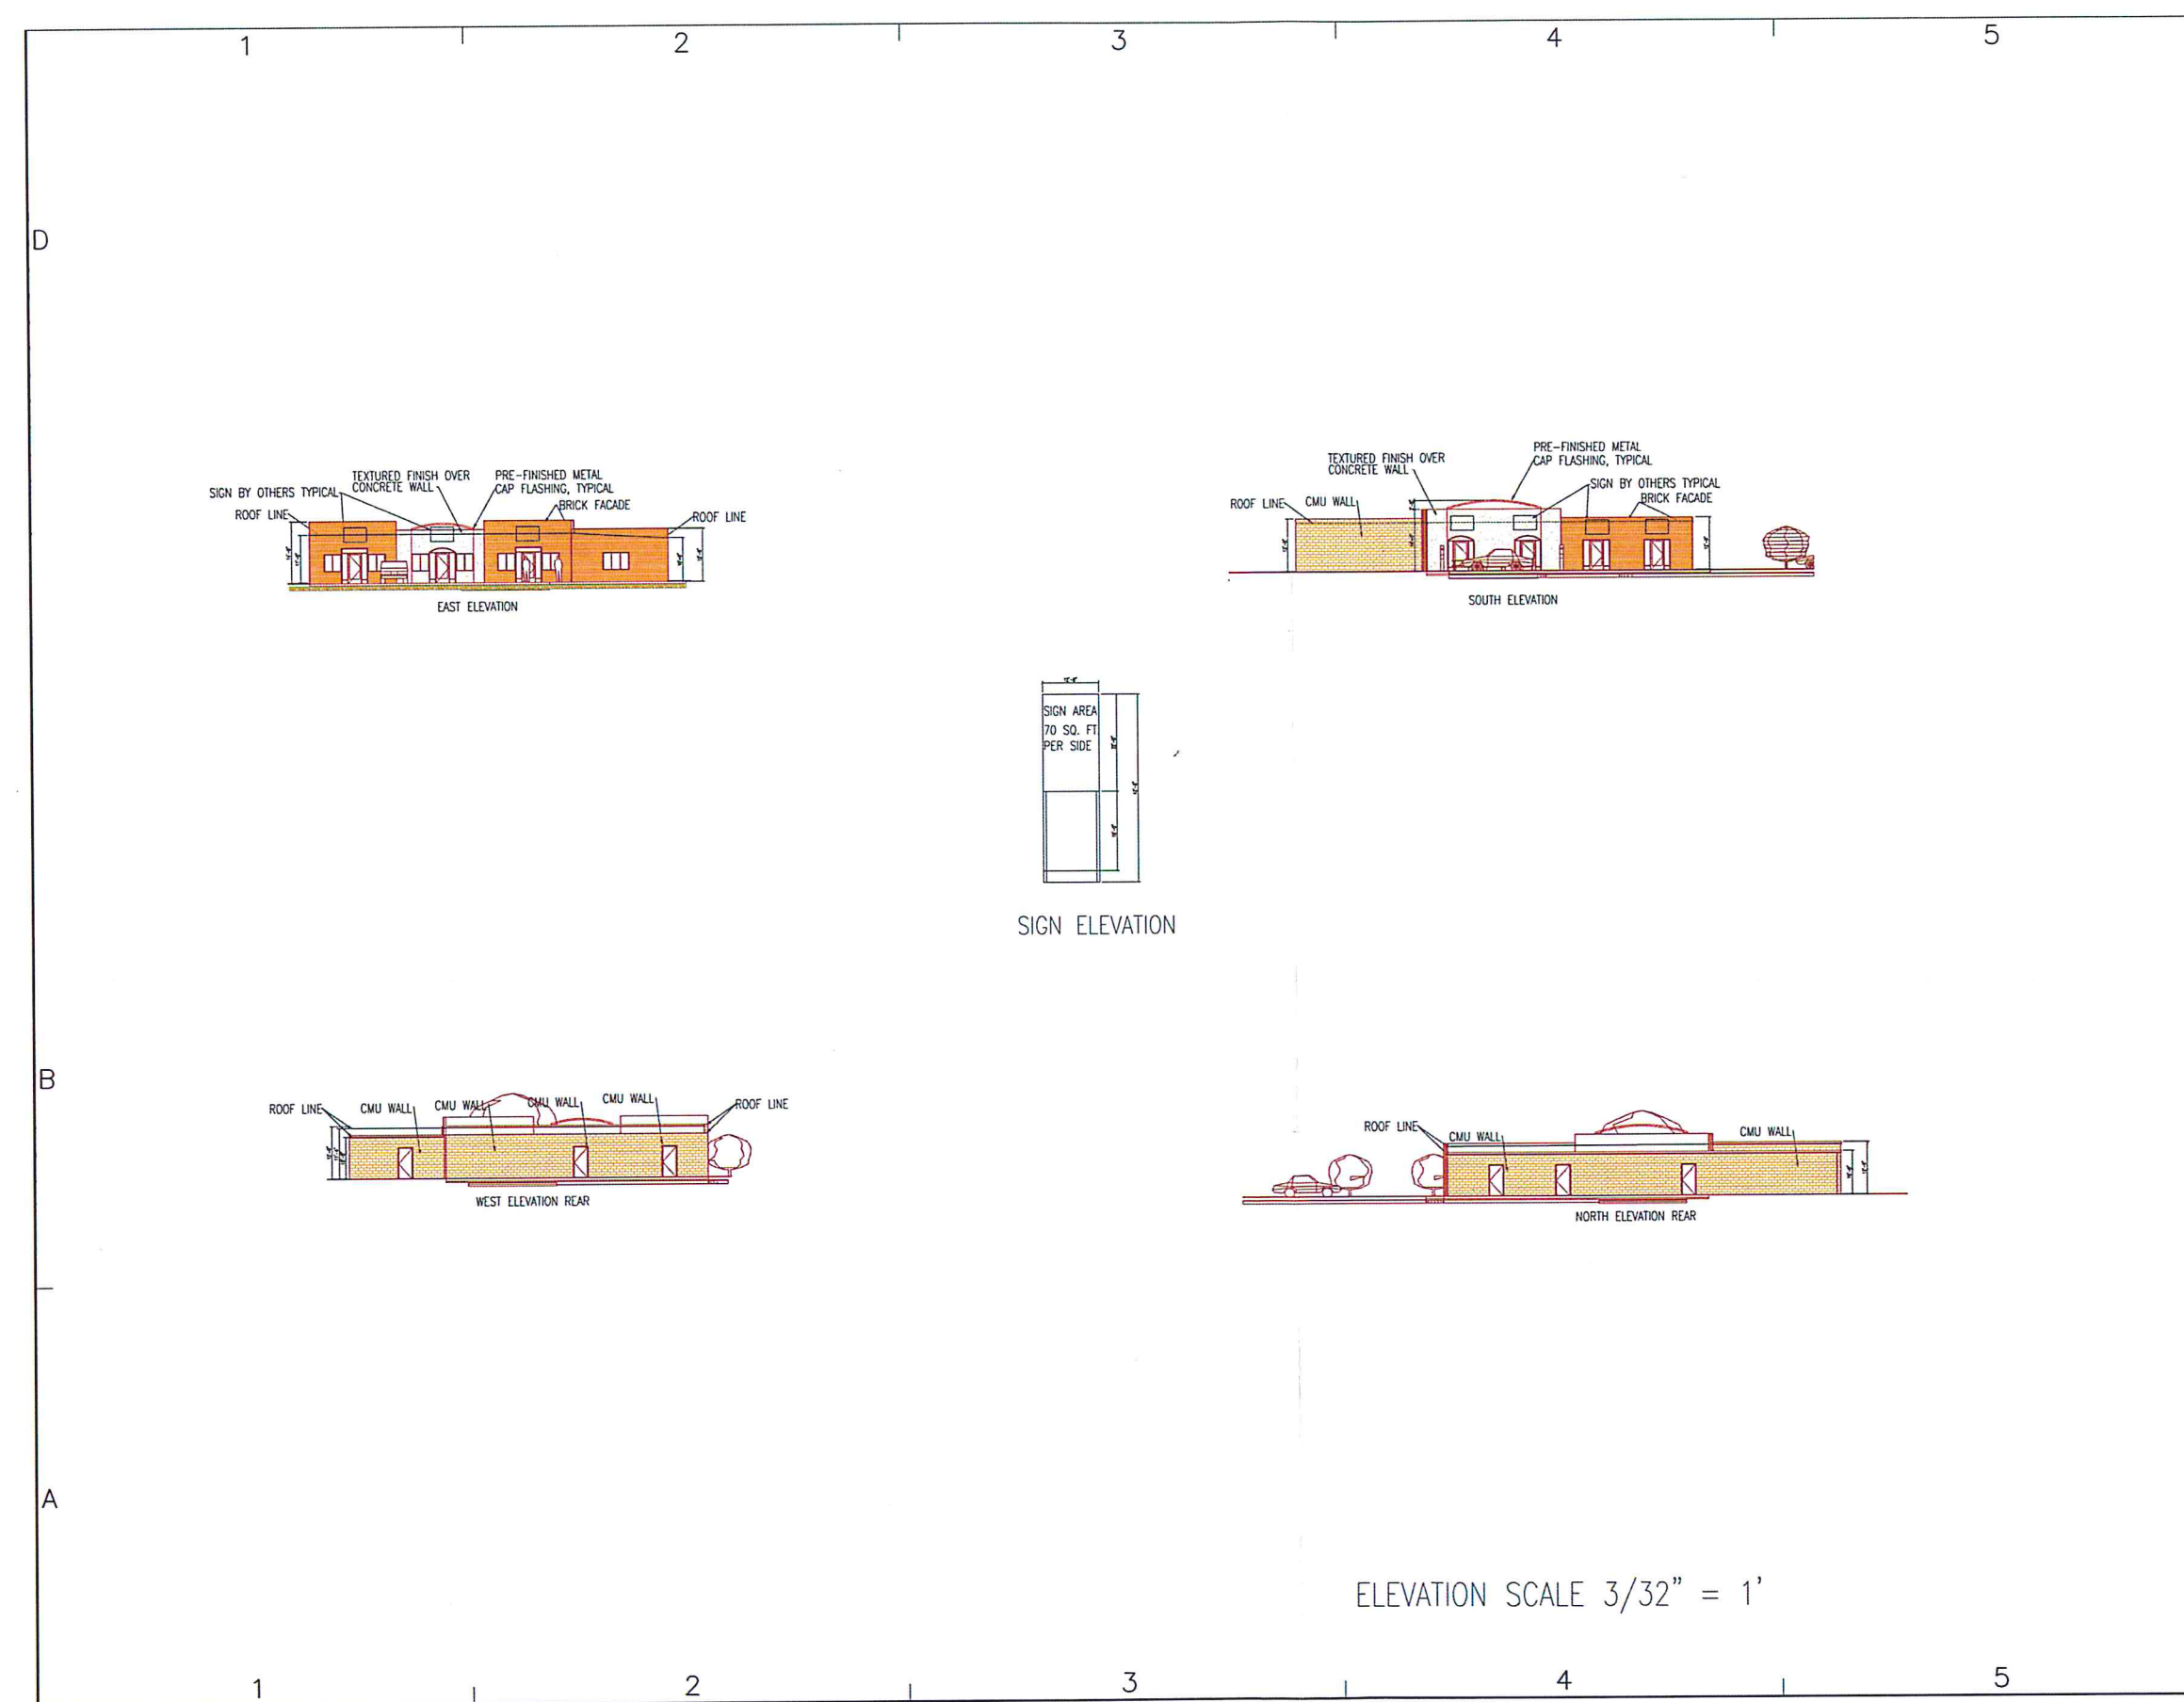 1 2 3 4 5
D
TEXTURED FINISH OVER
CONCRETE WALL
PRE-FINISHED METAL
CAP FLASHING, TYPICAL
SIGN BY OTHERS TYPICAL
BRICK FACADE
ROOF LINE
ROOF LINE
EAST ELEVATION
PRE-FINISHED METAL
CAP FLASHING, TYPICAL
TEXTURED FINISH OVER
CONCRETE WALL
SIGN BY OTHERS TYPICAL
BRICK FACADE
ROOF LINE
CMU WALL
SOUTH ELEVATION
SIGN AREA
70 SQ. FT.
PER SIDE
SIGN ELEVATION
B
ROOF LINE
CMU WALL
CMU WALL
CMU WALL
CMU WALL
ROOF LINE
WEST ELEVATION REAR
ROOF LINE
CMU WALL
CMU WALL
NORTH ELEVATION REAR
A
ELEVATION SCALE 3/32" = 1'
1 2 3 4 5